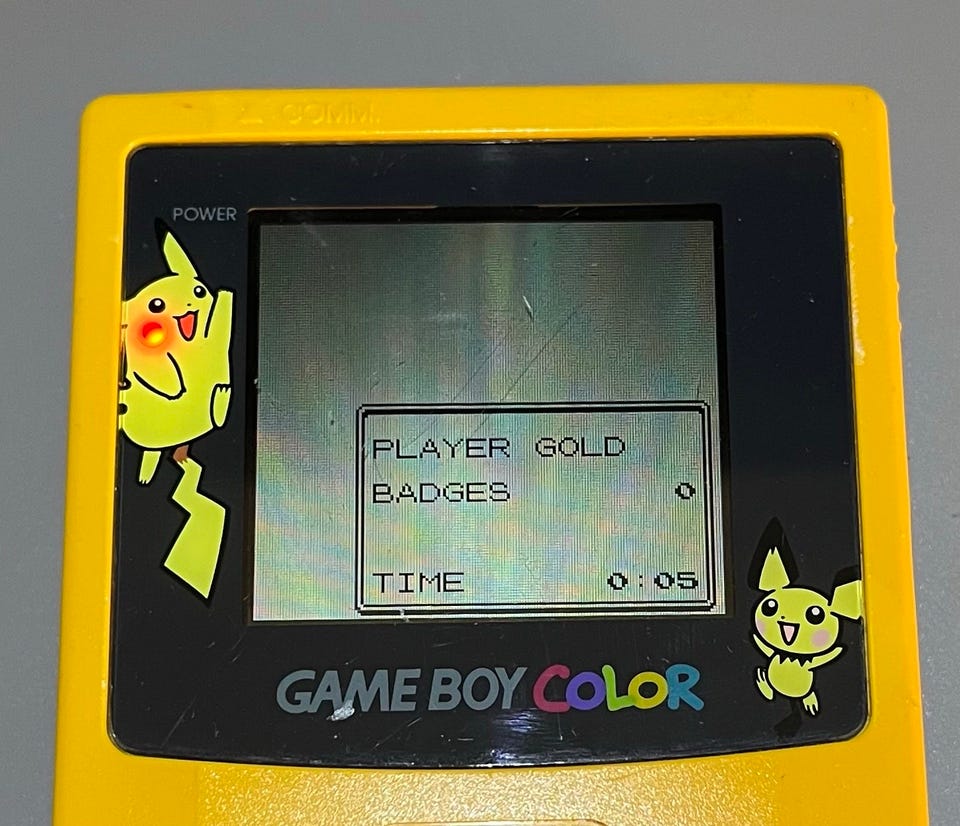 COMM.
POWER
PLAYER GOLD
BADGES 0
TIME 0:05
GAME BOY COLOR